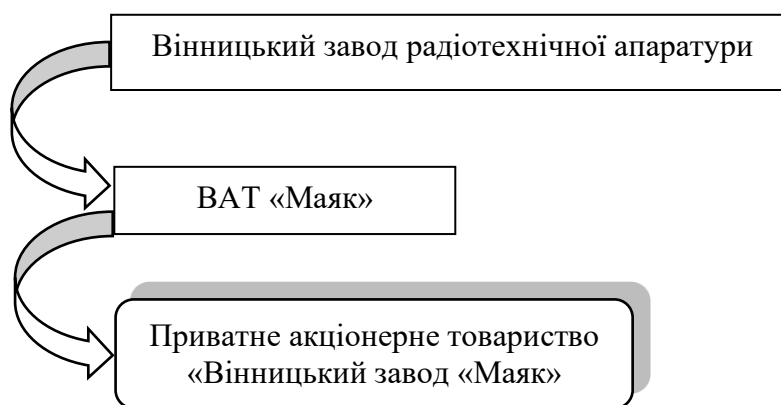 Вінницький завод радіотехнічної апаратури
ВАТ «Маяк»
Приватне акціонерне товариство
«Вінницький завод «Маяк»